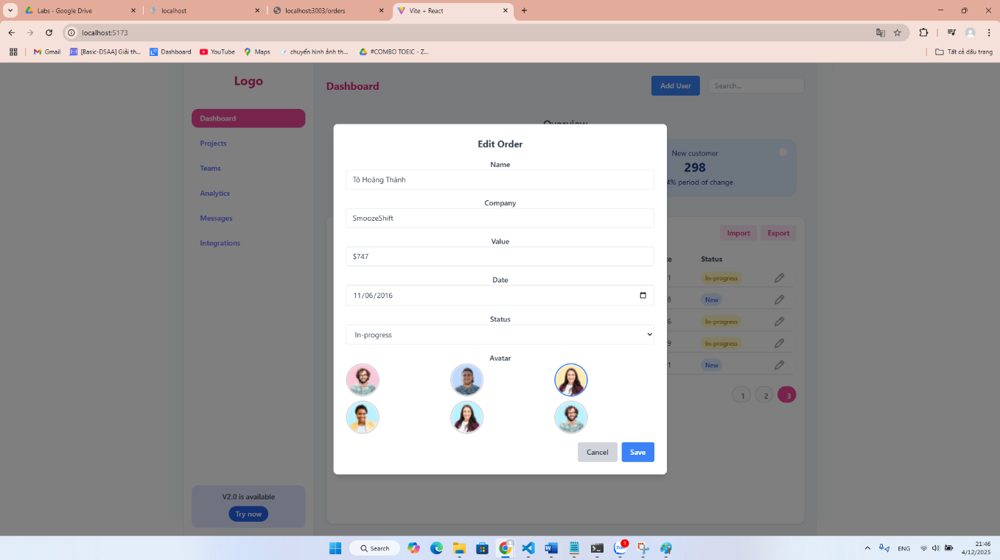 Labs - Google Drive
localhost
localhost:3003/orders
Vite + React
localhost:5173
Gmail
[Basic-DSAA] Giải th...
Dashboard
YouTube
Maps
chuyển hình ảnh th...
#COMBO TOEIC - Z...
Tất cả dấu trang
Logo
Dashboard
Add User
Search...
Dashboard
Projects
Teams
Analytics
Messages
Integrations
V2.0 is available
Try now
Overview
New customer
298
4% period of change
Import
Export
Status
1
In-progress
8
New
6
In-progress
9
In-progress
1
New
1
2
3
Edit Order
Name
Tô Hoàng Thành
Company
SmoozeShift
Value
$747
Date
11/06/2016
Status
In-progress
Avatar
Cancel
Save
Search
1
ENG
21:46
4/12/2025